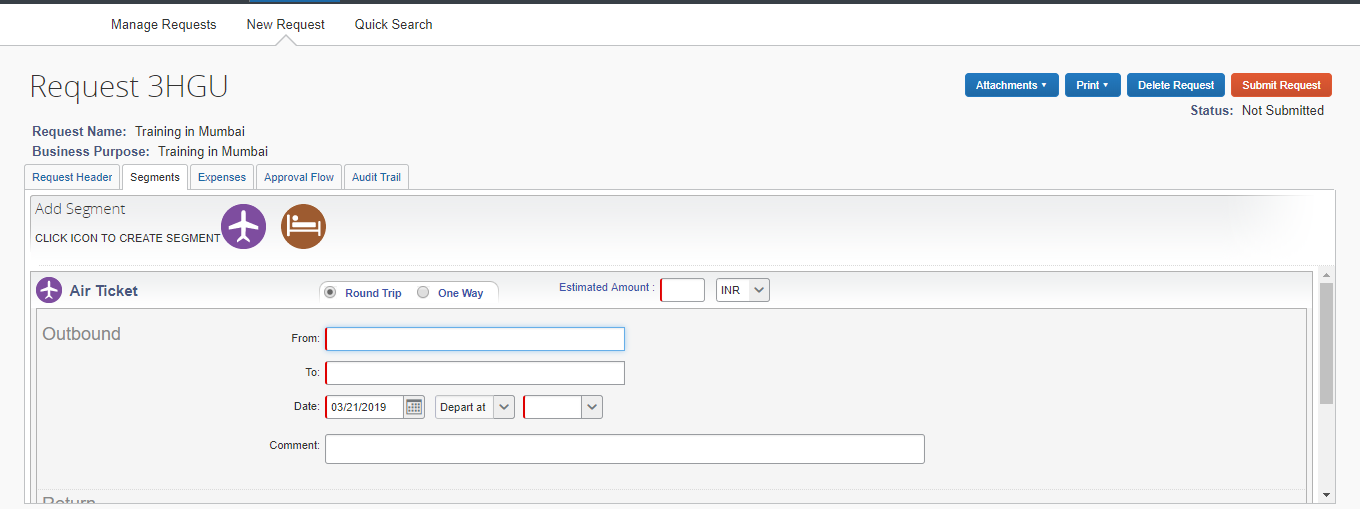 Manage Requests New Request Quick Search
Request 3HGU
Attachments Print Delete Request Submit Request
Status: Not Submitted
Request Name: Training in Mumbai
Business Purpose: Training in Mumbai
Request Header Segments Expenses Approval Flow Audit Trail
Add Segment
CLICK ICON TO CREATE SEGMENT
Air Ticket Round Trip One Way Estimated Amount : INR
Outbound
From:
To:
Date: 03/21/2019 Depart at
Comment:
Return